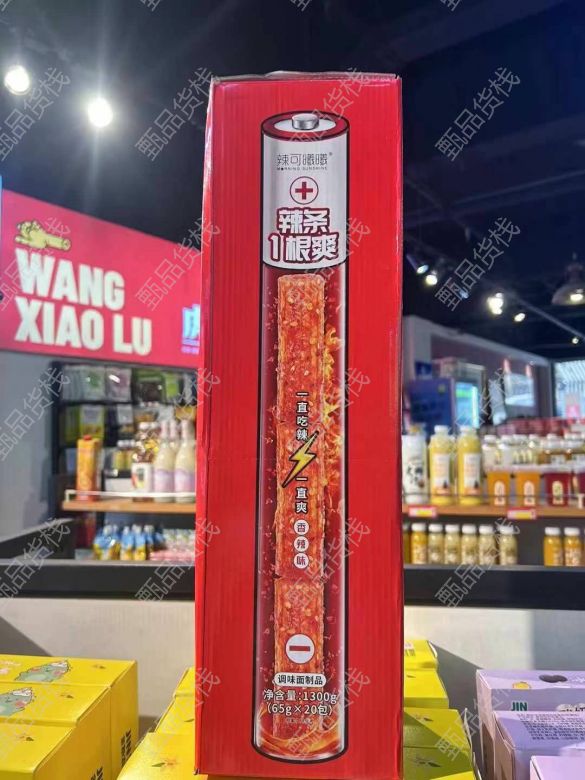 辣可曦曦®
MORNING SUNSHINE
+
辣条
1根爽
一直吃辣
一直爽
香辣味
调味面制品
净含量:1300g
(65g×20包)
WANG
XIAO LU
JIN
甄品货栈